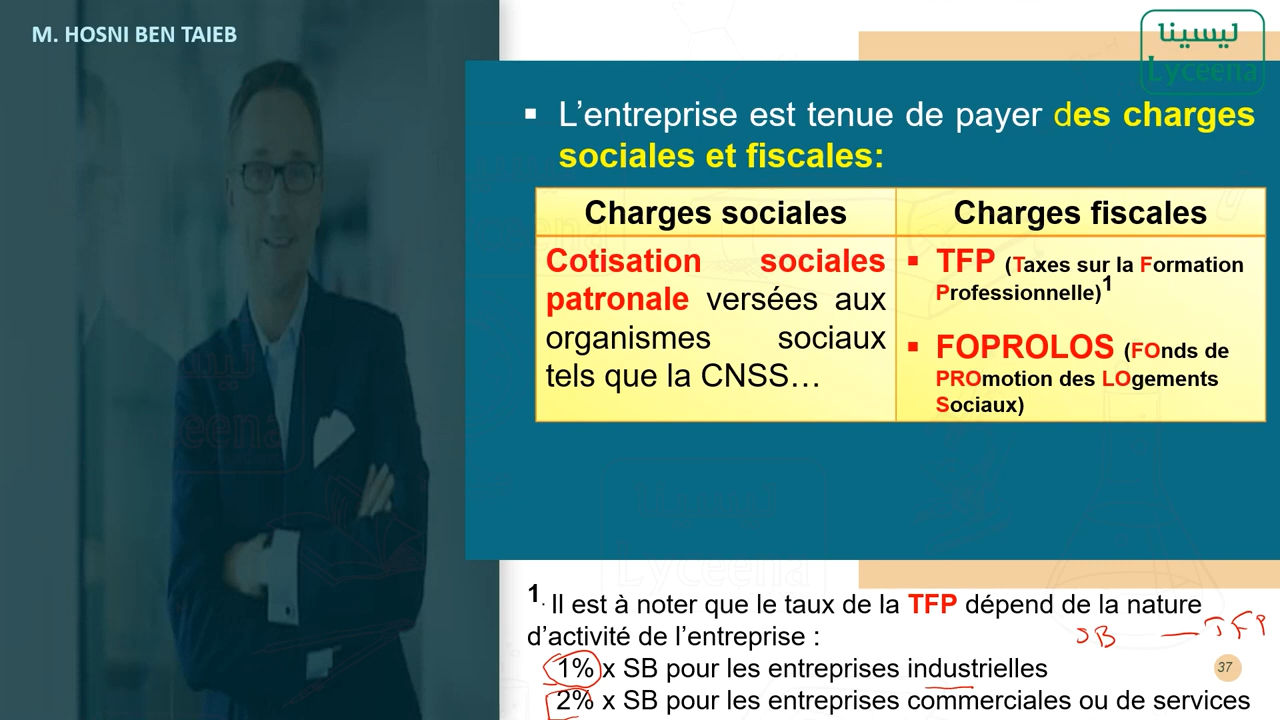 M. HOSNI BEN TAIEB
ليسينا
Lyceena
▪ L’entreprise est tenue de payer des charges
sociales et fiscales:
Charges sociales
Cotisation sociales
patronale versées aux
organismes sociaux
tels que la CNSS…
Charges fiscales
▪ TFP (Taxes sur la Formation
Professionnelle)1
▪ FOPROLOS (FOnds de
PROmotion des LOgements
Sociaux)
1. Il est à noter que le taux de la TFP dépend de la nature
d’activité de l’entreprise :
SB — TFP
1% x SB pour les entreprises industrielles
2% x SB pour les entreprises commerciales ou de services
37